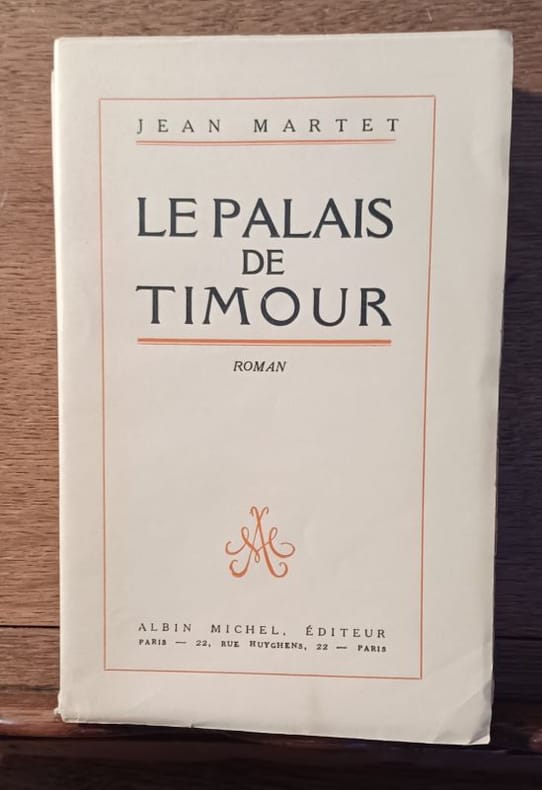 JEAN MARTET
LE PALAIS
DE
TIMOUR
ROMAN
ALBIN MICHEL, ÉDITEUR
PARIS — 22, RUE HUYGHENS, 22 — PARIS